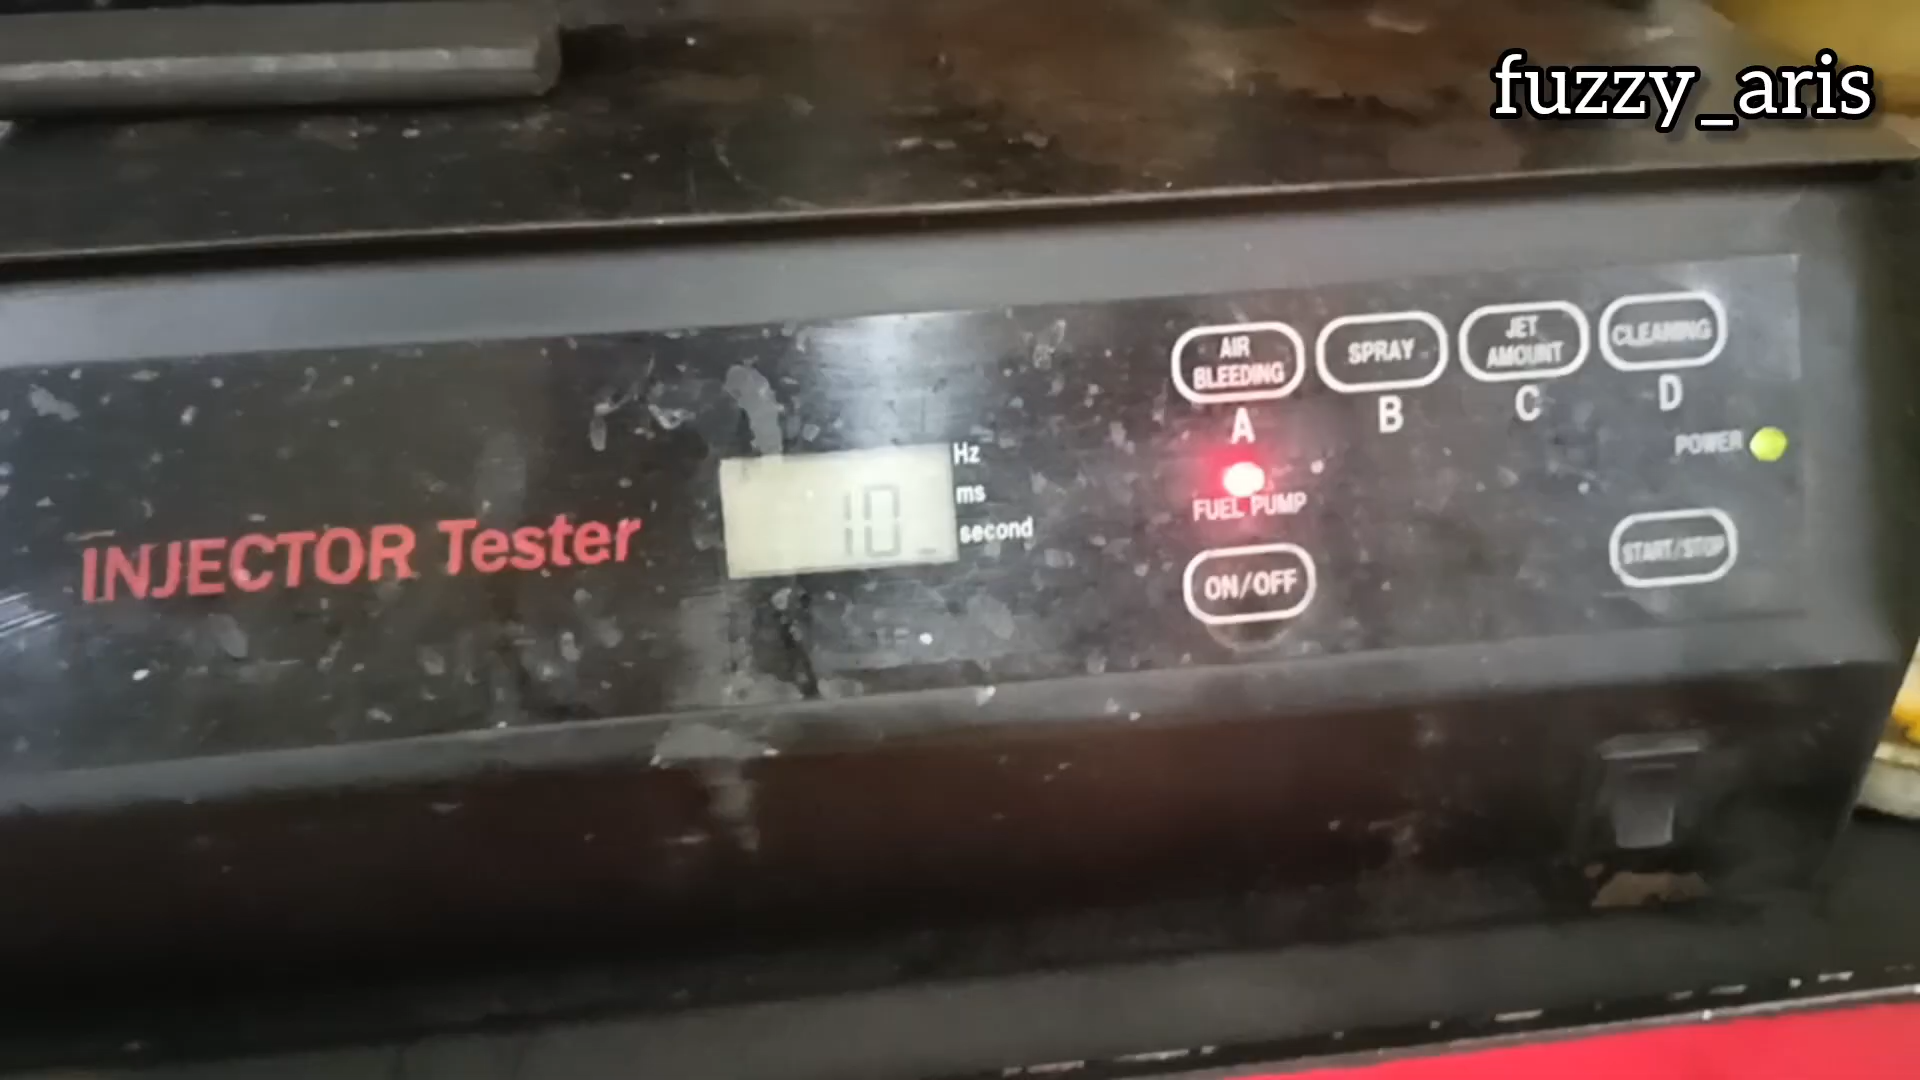 fuzzy_aris
AIR
BLEEDING
SPRAY
JET
AMOUNT
CLEANING
A
B
C
D
POWER
Hz
ms
second
10
INJECTOR Tester
FUEL PUMP
ON/OFF
START/STOP